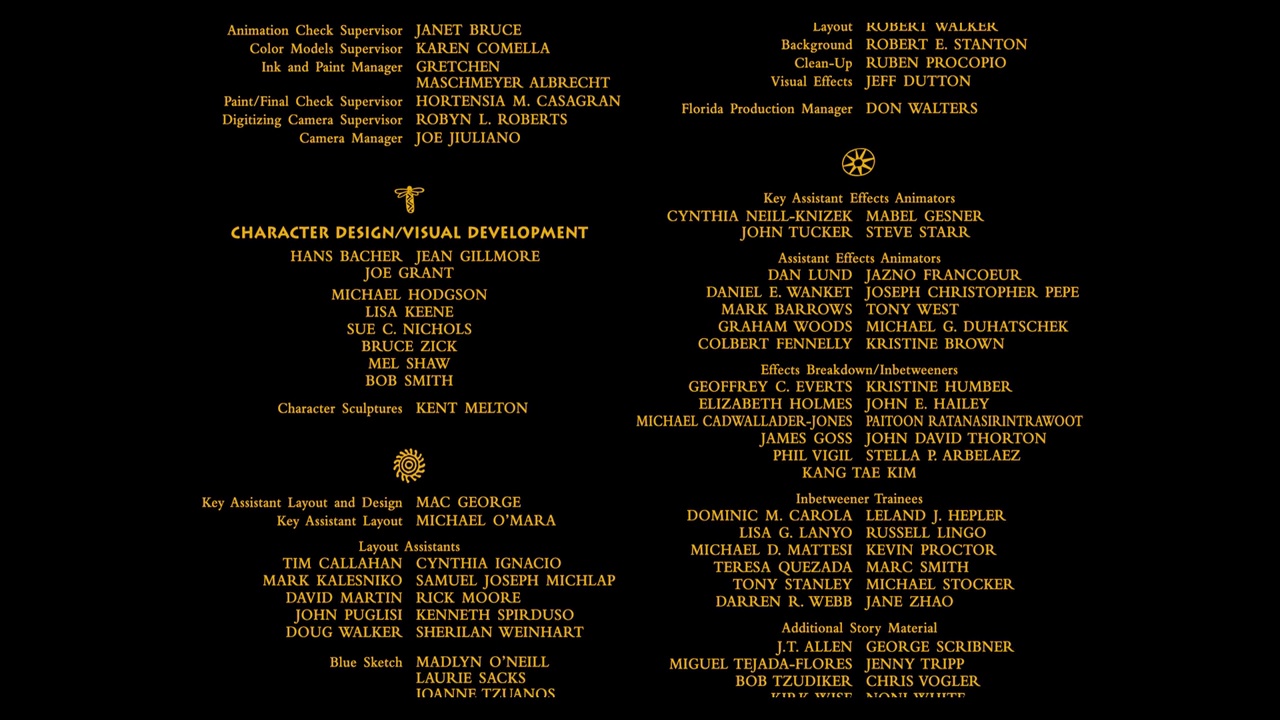 Animation Check Supervisor JANET BRUCE
Color Models Supervisor KAREN COMELLA
Ink and Paint Manager GRETCHEN
MASCHMEYER ALBRECHT
Paint/Final Check Supervisor HORTENSIA M. CASAGRAN
Digitizing Camera Supervisor ROBYN L. ROBERTS
Camera Manager JOE JIULIANO
CHARACTER DESIGN/VISUAL DEVELOPMENT
HANS BACHER JEAN GILLMORE
JOE GRANT
MICHAEL HODGSON
LISA KEENE
SUE C. NICHOLS
BRUCE ZICK
MEL SHAW
BOB SMITH
Character Sculptures KENT MELTON
Key Assistant Layout and Design MAC GEORGE
Key Assistant Layout MICHAEL O'MARA
Layout Assistants
TIM CALLAHAN CYNTHIA IGNACIO
MARK KALESNIKO SAMUEL JOSEPH MICHLAP
DAVID MARTIN RICK MOORE
JOHN PUGLISI KENNETH SPIRDUSO
DOUG WALKER SHERILAN WEINHART
Blue Sketch MADLYN O'NEILL
LAURIE SACKS
JOANNE TZUANOS
Layout ROBERT WALKER
Background ROBERT E. STANTON
Clean-Up RUBEN PROCOPIO
Visual Effects JEFF DUTTON
Florida Production Manager DON WALTERS
Key Assistant Effects Animators
CYNTHIA NEILL-KNIZEK MABEL GESNER
JOHN TUCKER STEVE STARR
Assistant Effects Animators
DAN LUND JAZNO FRANCOEUR
DANIEL E. WANKET JOSEPH CHRISTOPHER PEPE
MARK BARROWS TONY WEST
GRAHAM WOODS MICHAEL G. DUHATSCHEK
COLBERT FENNELLY KRISTINE BROWN
Effects Breakdown/Inbetweeners
GEOFFREY C. EVERTS KRISTINE HUMBER
ELIZABETH HOLMES JOHN E. HAILEY
MICHAEL CADWALLADER-JONES PAITOON RATANASIRINTRAWOOT
JAMES GOSS JOHN DAVID THORTON
PHIL VIGIL STELLA P. ARBELAEZ
KANG TAE KIM
Inbetweener Trainees
DOMINIC M. CAROLA LELAND J. HEPLER
LISA G. LANYO RUSSELL LINGO
MICHAEL D. MATTESI KEVIN PROCTOR
TERESA QUEZADA MARC SMITH
TONY STANLEY MICHAEL STOCKER
DARREN R. WEBB JANE ZHAO
Additional Story Material
J.T. ALLEN GEORGE SCRIBNER
MIGUEL TEJADA-FLORES JENNY TRIPP
BOB TZUDIKER CHRIS VOGLER
KIRK WISE NONI WHITE